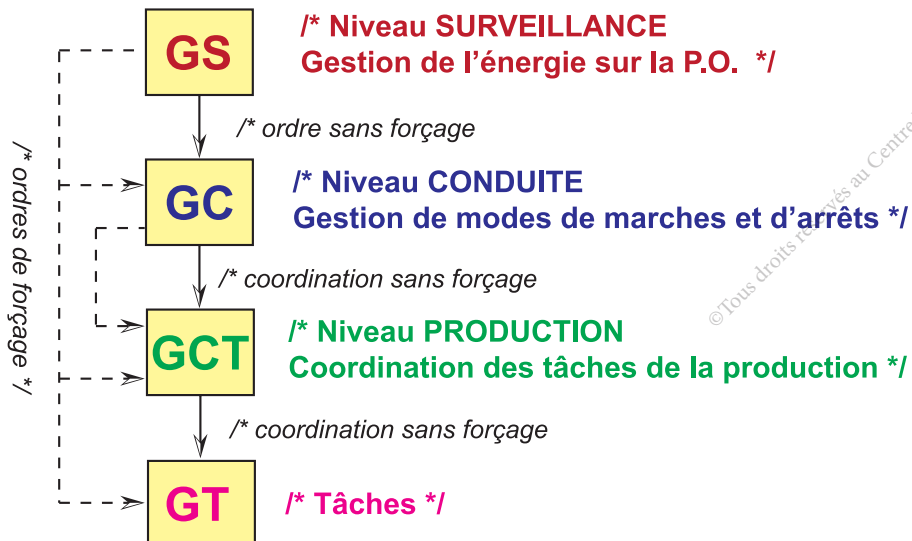 GS
/* Niveau SURVEILLANCE
Gestion de l’énergie sur la P.O. */
/* ordre sans forçage
/* ordres de forçage */
GC
/* Niveau CONDUITE
Gestion de modes de marches et d’arrêts */
/* coordination sans forçage
GCT
/* Niveau PRODUCTION
Coordination des tâches de la production */
/* coordination sans forçage
GT
/* Tâches */
©Tous droits réservés au Centre